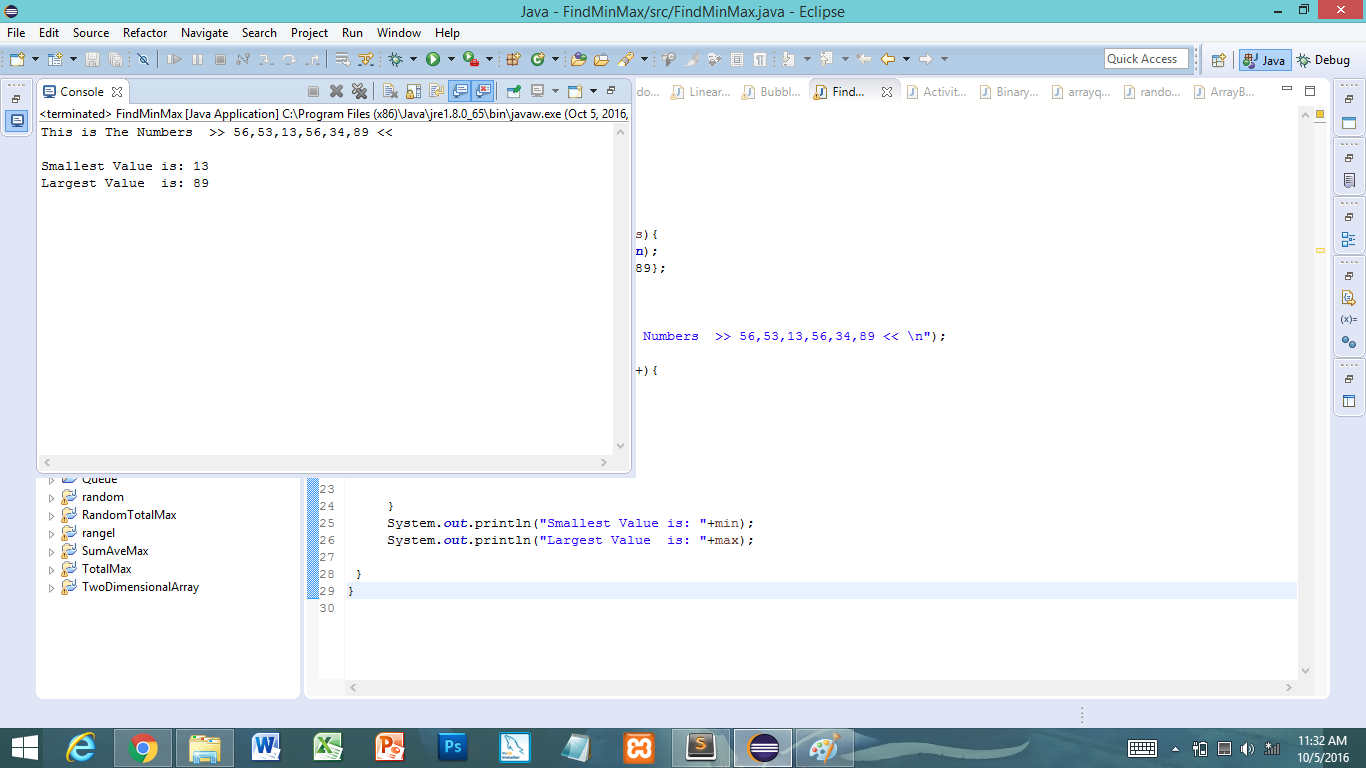 Java - FindMinMax/src/FindMinMax.java - Eclipse
File Edit Source Refactor Navigate Search Project Run Window Help
Quick Access Java Debug
Console
do... Linear... Bubbl... Find... Activit... Binary... arrayq... rando... ArrayB...
<terminated> FindMinMax [Java Application] C:\Program Files (x86)\Java\jre1.8.0_65\bin\javaw.exe (Oct 5, 2016,
This is The Numbers  >> 56,53,13,56,34,89 <<
Smallest Value is: 13
Largest Value  is: 89
s){
n);
89};
Numbers  >> 56,53,13,56,34,89 << \n");
+){
(x)=
Queue
random
RandomTotalMax
rangel
SumAveMax
TotalMax
TwoDimensionalArray
23
24 }
25 System.out.println("Smallest Value is: "+min);
26 System.out.println("Largest Value  is: "+max);
27
28 }
29 }
30
W X P Ps S
11:32 AM
10/5/2016